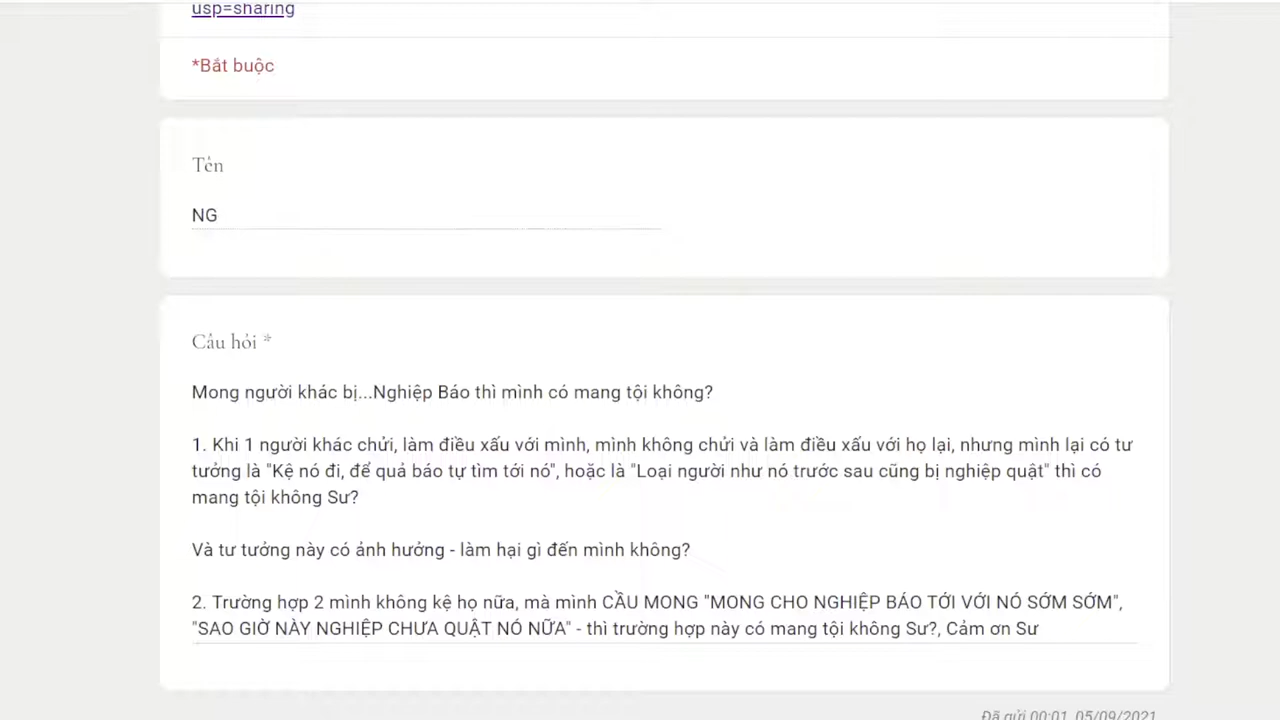 usp=sharing
*Bắt buộc
Tên
NG
Câu hỏi *
Mong người khác bị...Nghiệp Báo thì mình có mang tội không?
1. Khi 1 người khác chửi, làm điều xấu với mình, mình không chửi và làm điều xấu với họ lại, nhưng mình lại có tư
tưởng là "Kệ nó đi, để quả báo tự tìm tới nó", hoặc là "Loại người như nó trước sau cũng bị nghiệp quật" thì có
mang tội không Sư?
Và tư tưởng này có ảnh hưởng - làm hại gì đến mình không?
2. Trường hợp 2 mình không kệ họ nữa, mà mình CẦU MONG "MONG CHO NGHIỆP BÁO TỚI VỚI NÓ SỚM SỚM",
"SAO GIỜ NÀY NGHIỆP CHƯA QUẬT NÓ NỮA" - thì trường hợp này có mang tội không Sư?, Cảm ơn Sư
Đã gửi 00:01, 05/09/2021